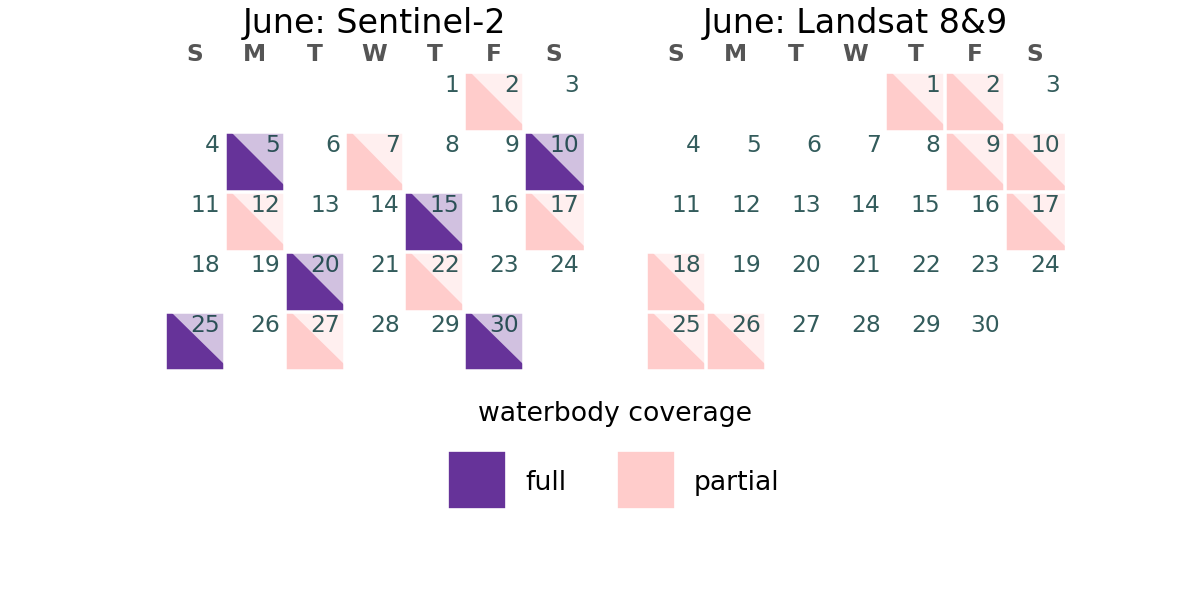 June: Sentinel-2
S M T W T F S
1 2 3
4 5 6 7 8 9 10
11 12 13 14 15 16 17
18 19 20 21 22 23 24
25 26 27 28 29 30
June: Landsat 8&9
S M T W T F S
1 2 3
4 5 6 7 8 9 10
11 12 13 14 15 16 17
18 19 20 21 22 23 24
25 26 27 28 29 30
waterbody coverage
full
partial